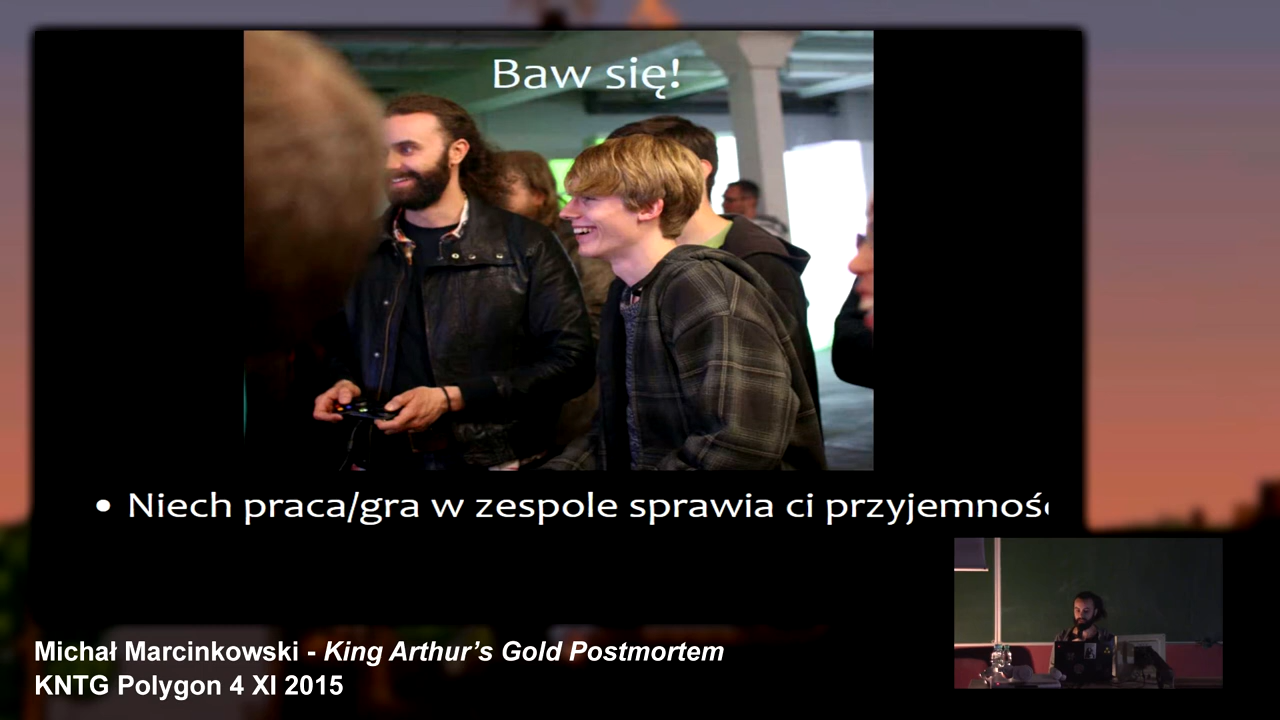 Baw się!
• Niech praca/gra w zespole sprawia ci przyjemnoś
Michał Marcinkowski - King Arthur's Gold Postmortem
KNTG Polygon 4 XI 2015